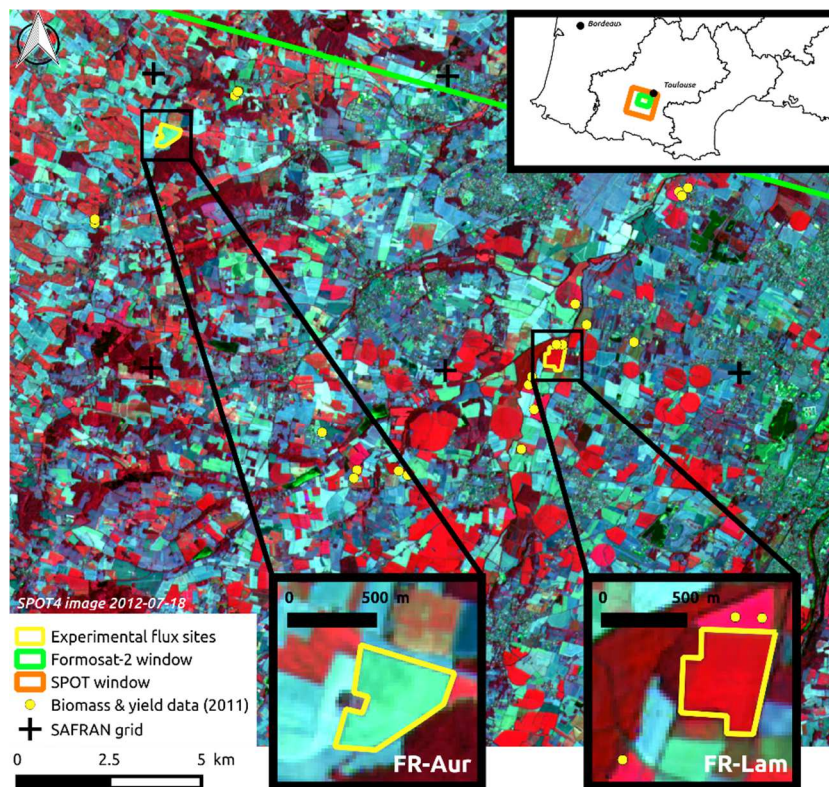 Bordeaux
Toulouse
SPOT4 image 2012-07-18
Experimental flux sites
Formosat-2 window
SPOT window
Biomass & yield data (2011)
SAFRAN grid
0 2.5 5 km
0 500 m
FR-Aur
0 500 m
FR-Lam